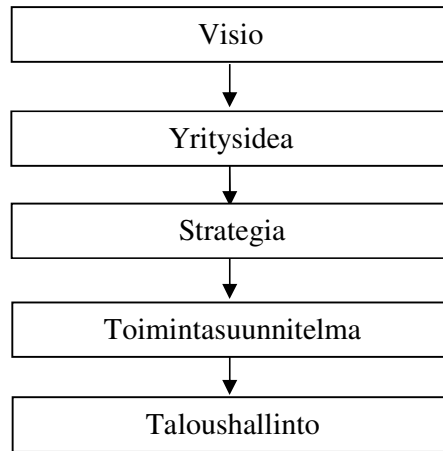 Visio
Yritysidea
Strategia
Toimintasuunnitelma
Taloushallinto